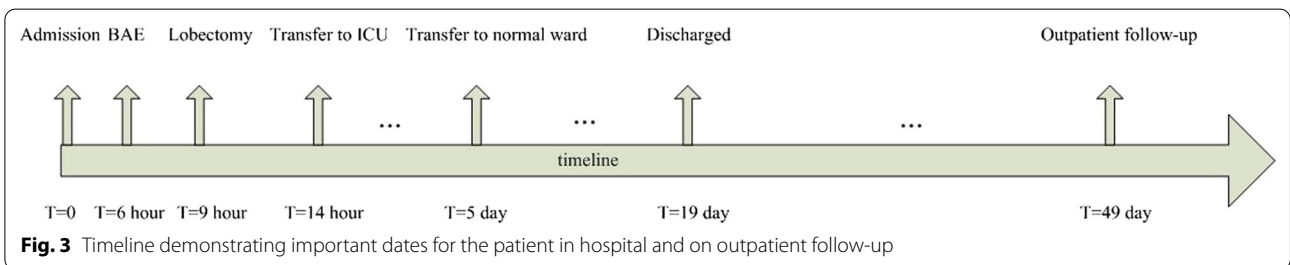 Admission BAE Lobectomy Transfer to ICU Transfer to normal ward Discharged Outpatient follow-up
... ... ...
timeline
T=0 T=6 hour T=9 hour T=14 hour T=5 day T=19 day T=49 day
Fig. 3 Timeline demonstrating important dates for the patient in hospital and on outpatient follow-up